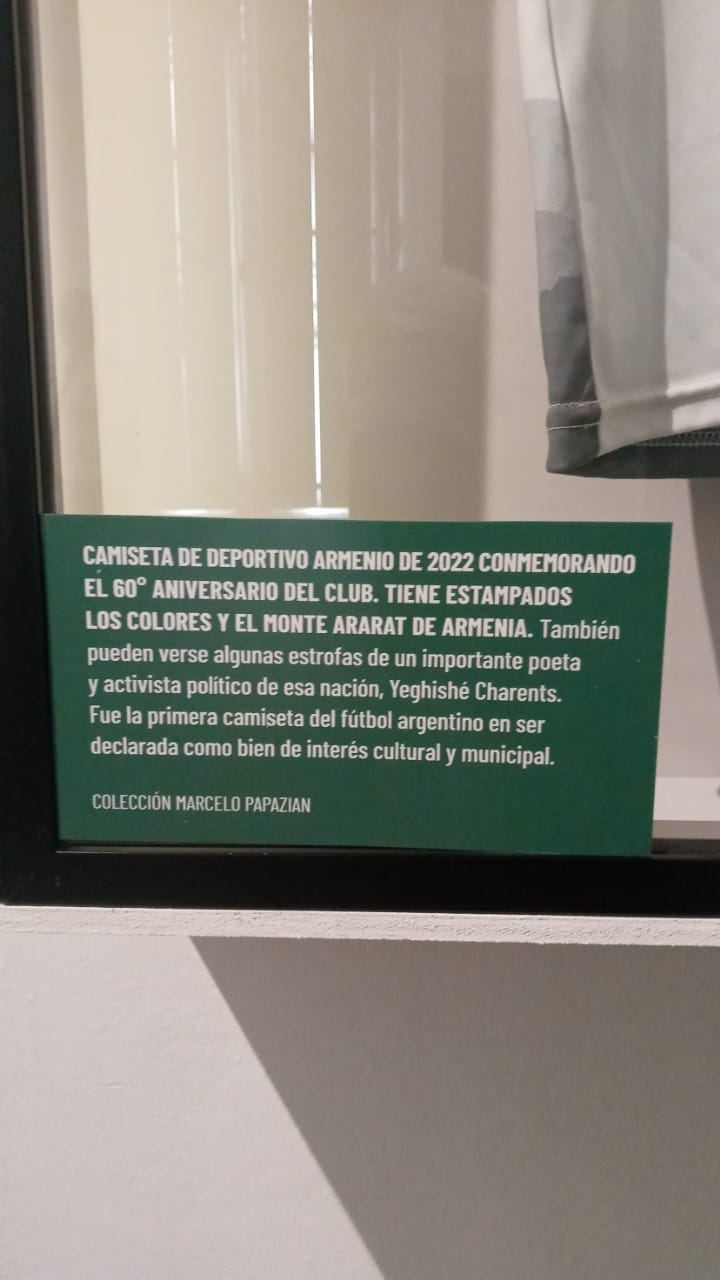 CAMISETA DE DEPORTIVO ARMENIO DE 2022 CONMEMORANDO
EL 60° ANIVERSARIO DEL CLUB. TIENE ESTAMPADOS
LOS COLORES Y EL MONTE ARARAT DE ARMENIA. También
pueden verse algunas estrofas de un importante poeta
y activista político de esa nación, Yeghishé Charents.
Fue la primera camiseta del fútbol argentino en ser
declarada como bien de interés cultural y municipal.
COLECCIÓN MARCELO PAPAZIAN